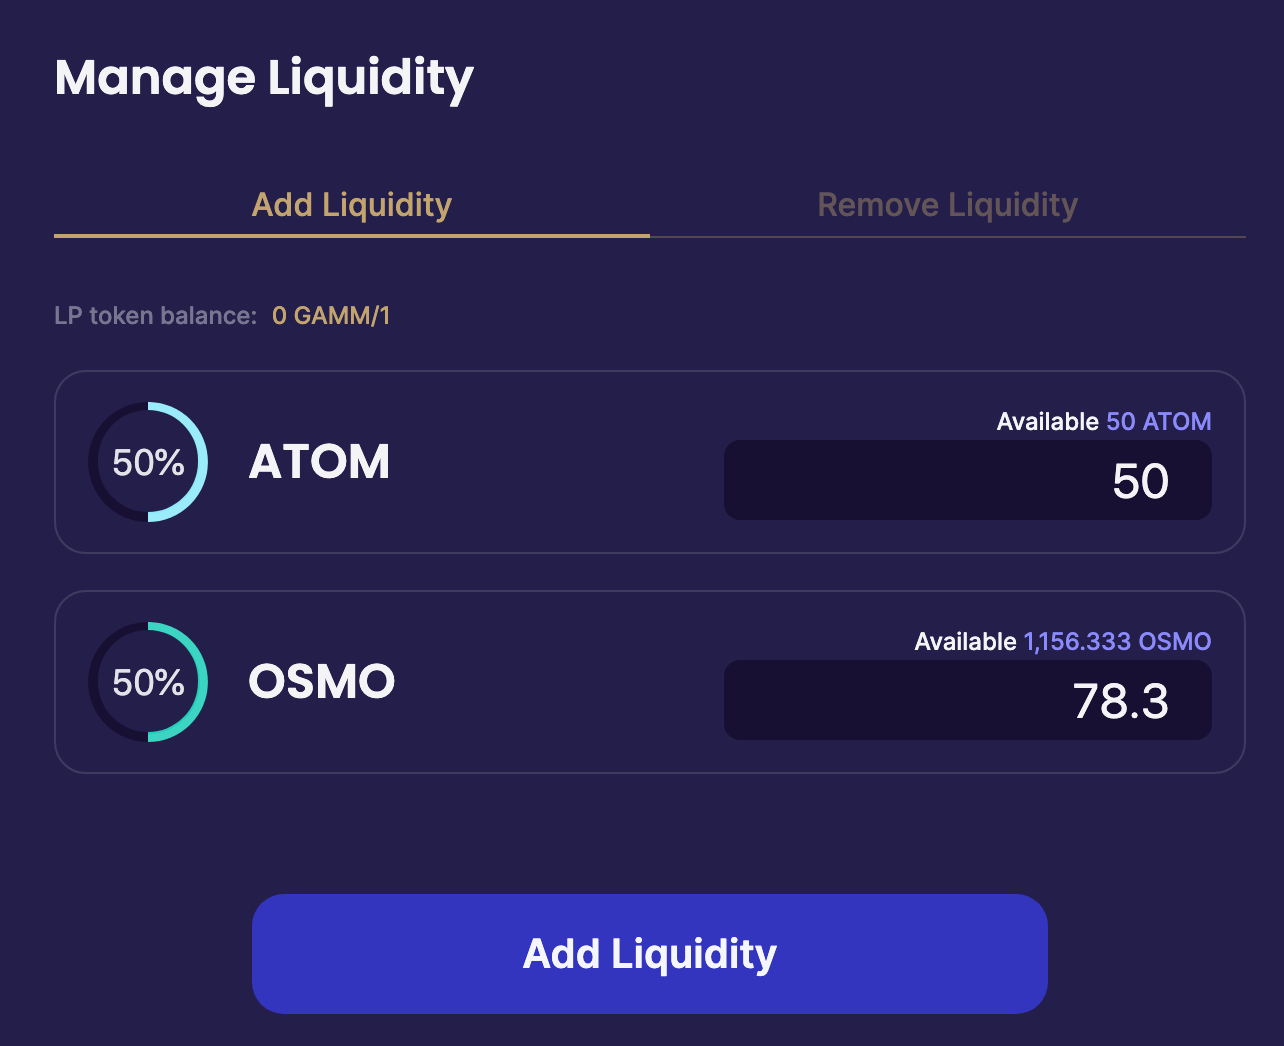 Manage Liquidity
Add Liquidity Remove Liquidity
LP token balance: 0 GAMM/1
Available 50 ATOM
50% ATOM 50
Available 1,156.333 OSMO
50% OSMO 78.3
Add Liquidity